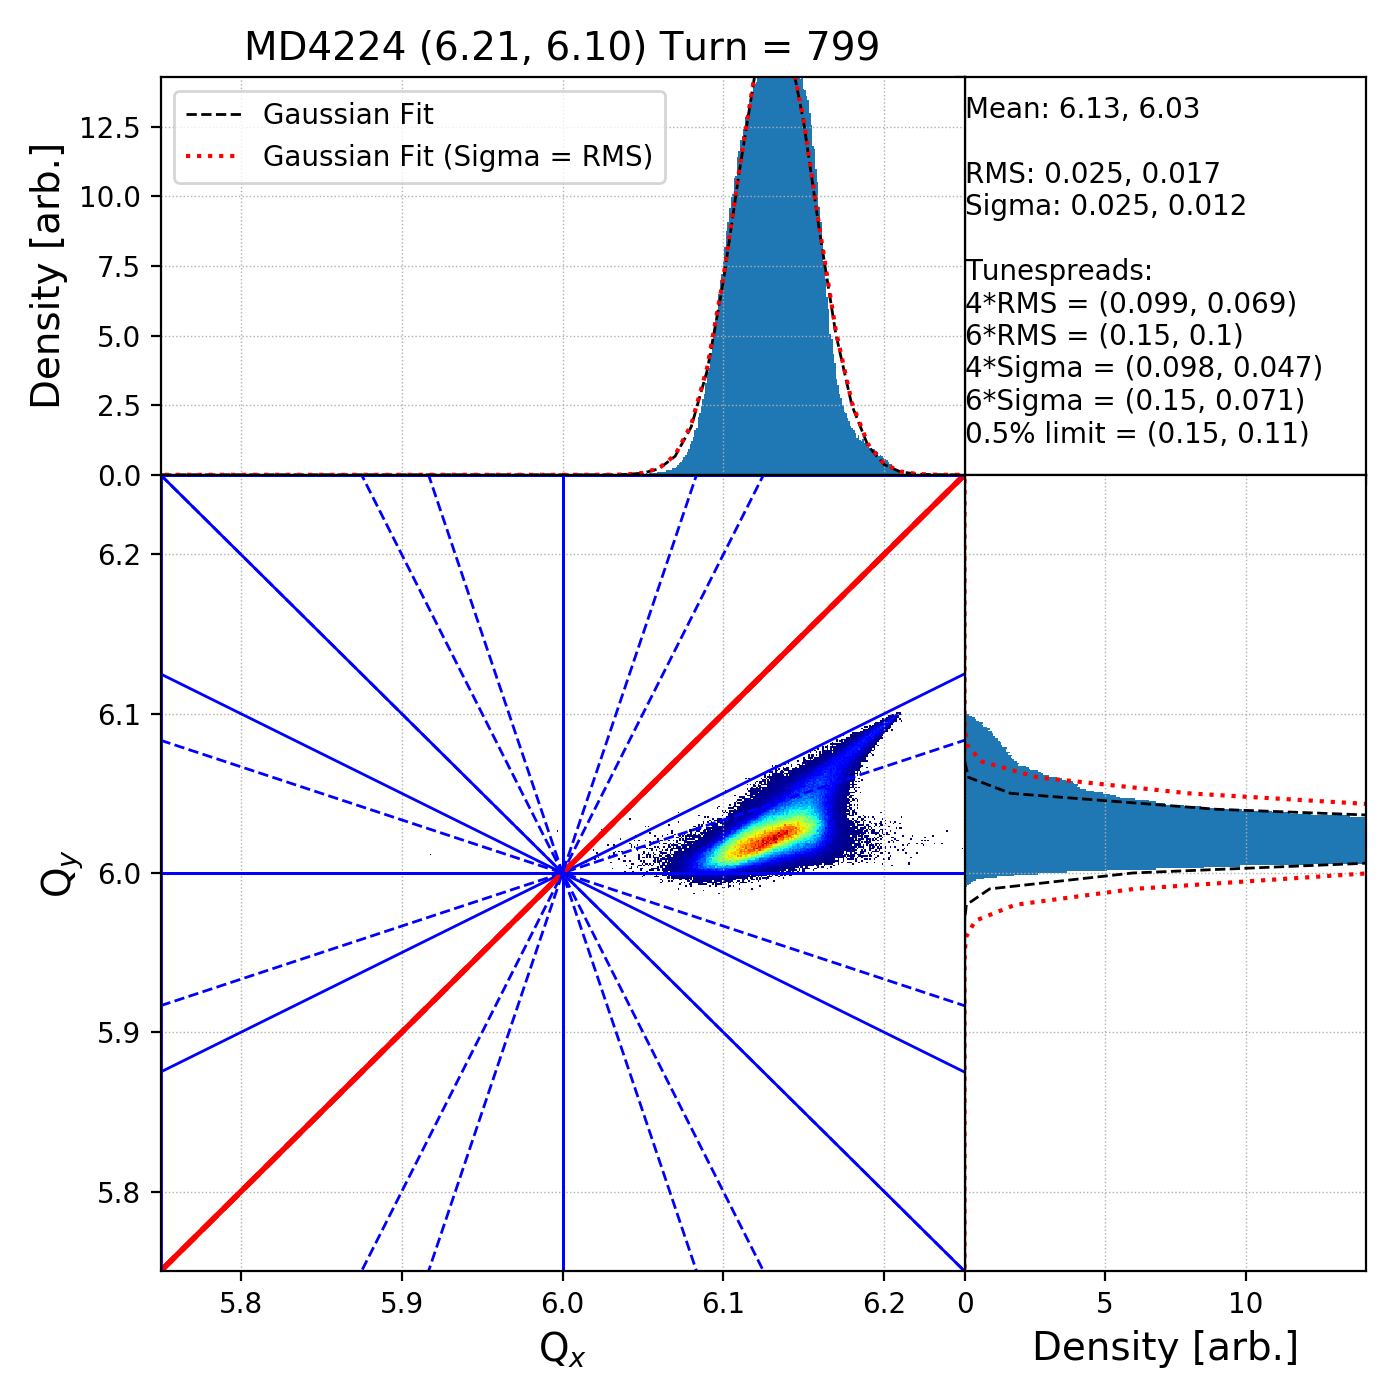 MD4224 (6.21, 6.10) Turn = 799
Density [arb.]
12.5
10.0
7.5
5.0
2.5
0.0
Gaussian Fit
Gaussian Fit (Sigma = RMS)
Mean: 6.13, 6.03
RMS: 0.025, 0.017
Sigma: 0.025, 0.012
Tunespreads:
4*RMS = (0.099, 0.069)
6*RMS = (0.15, 0.1)
4*Sigma = (0.098, 0.047)
6*Sigma = (0.15, 0.071)
0.5% limit = (0.15, 0.11)
Qy
6.2
6.1
6.0
5.9
5.8
5.8 5.9 6.0 6.1 6.2
Qx
0 5 10
Density [arb.]